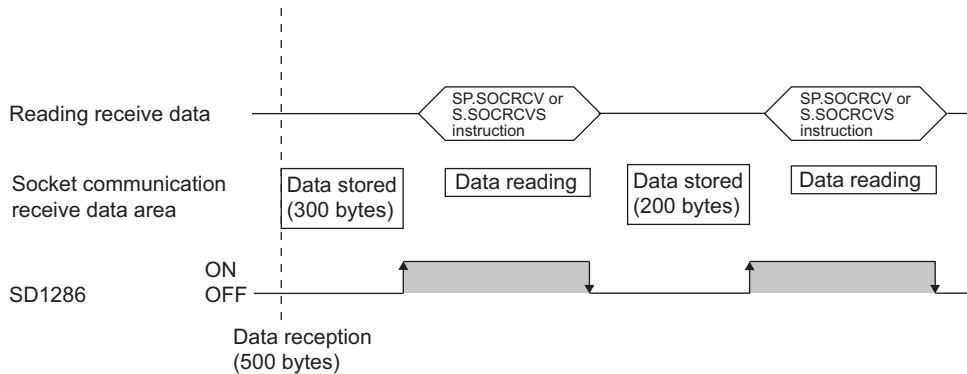 Reading receive data
SP.SOCRCV or
S.SOCRCVS
instruction
SP.SOCRCV or
S.SOCRCVS
instruction
Socket communication
receive data area
Data stored
(300 bytes)
Data reading
Data stored
(200 bytes)
Data reading
SD1286
ON
OFF
Data reception
(500 bytes)